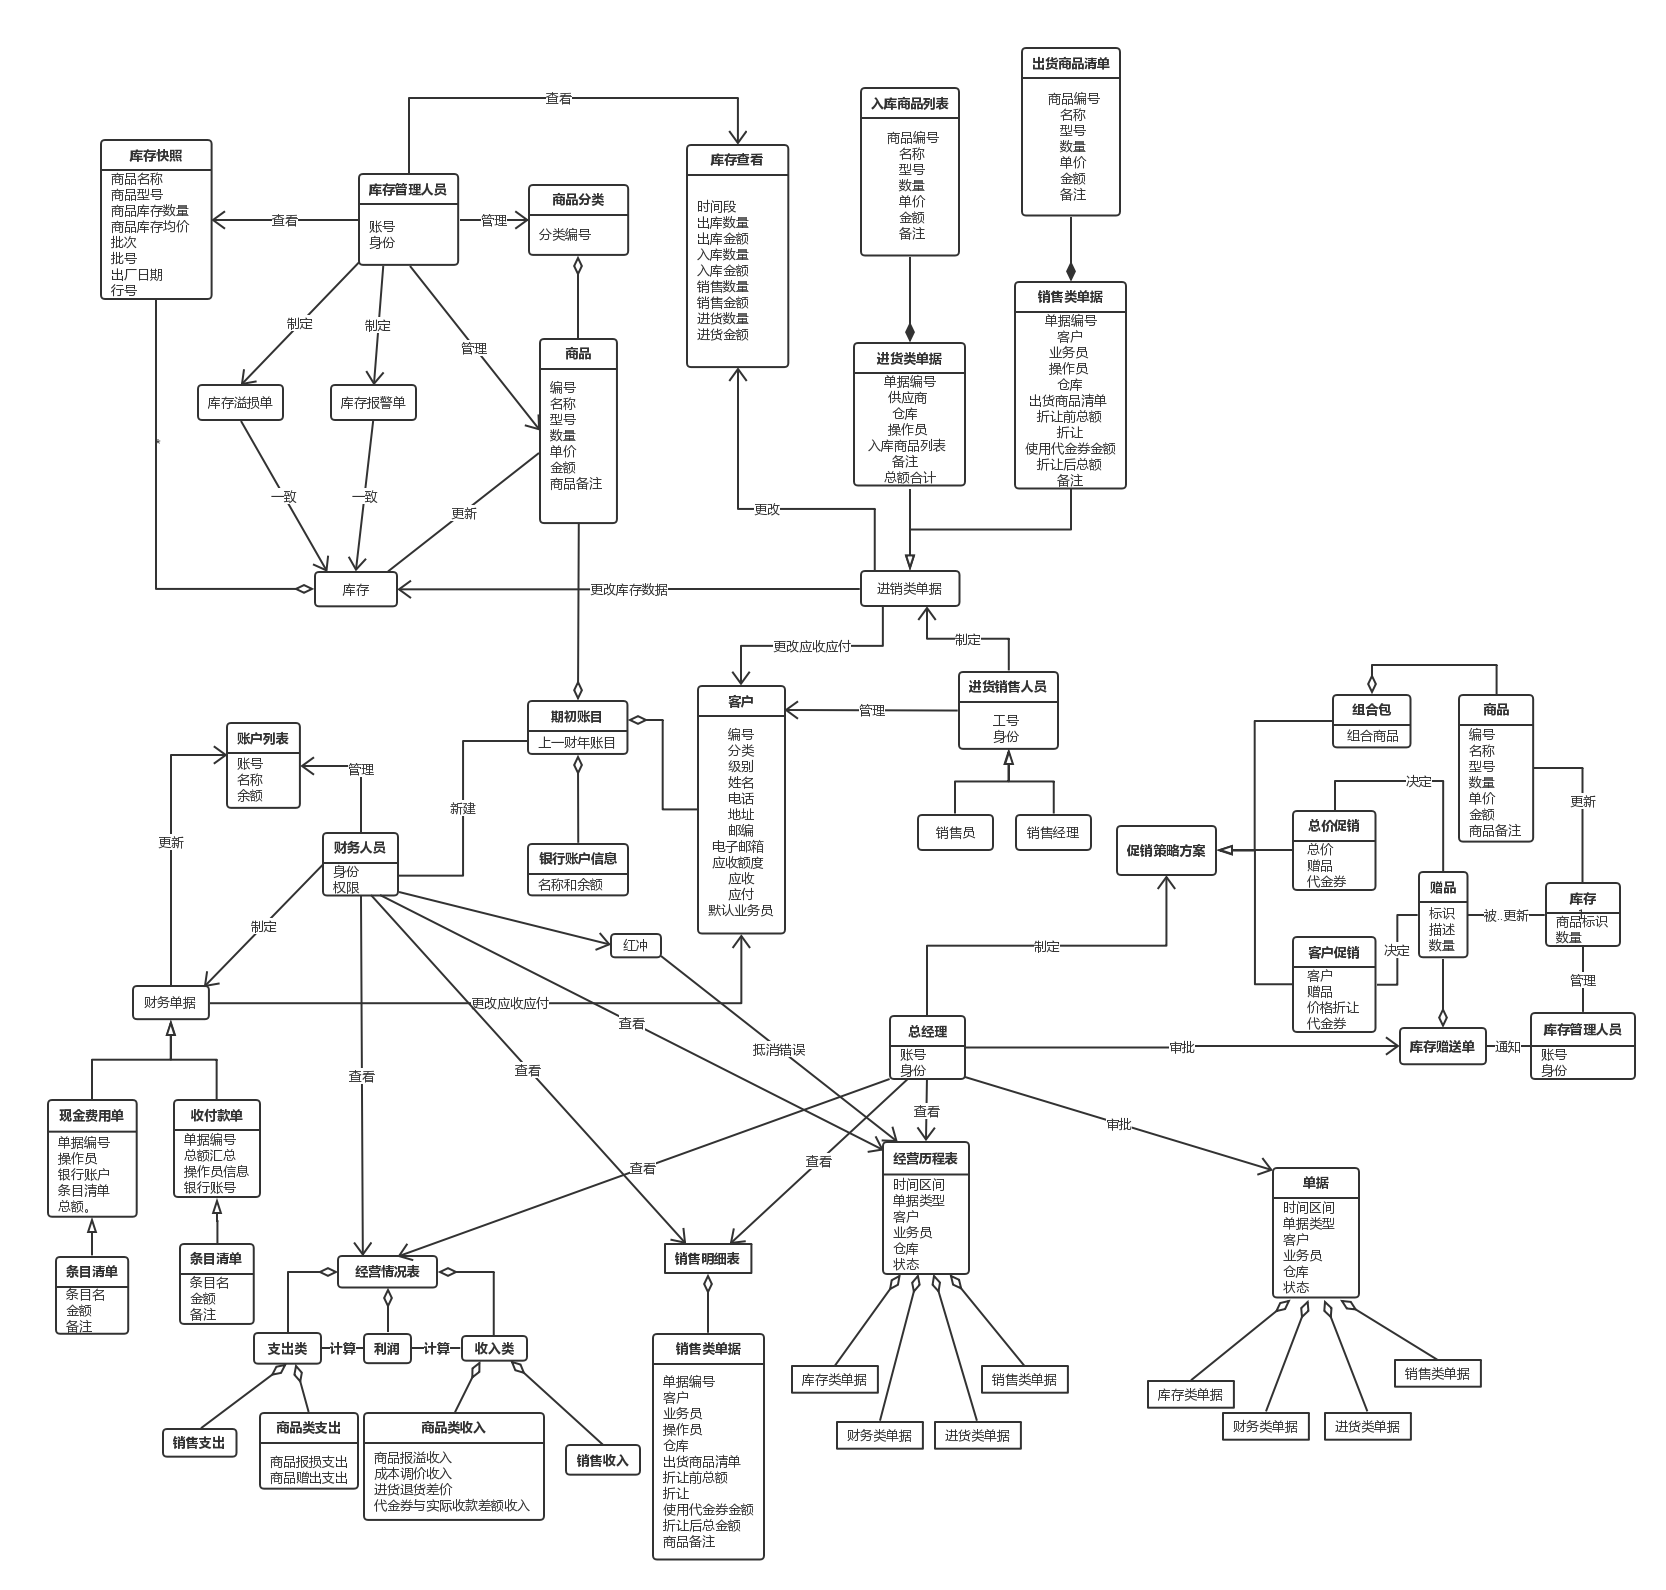 出货商品清单
商品编号
名称
型号
数量
单价
金额
备注
入库商品列表
商品编号
名称
型号
数量
单价
金额
备注
查看
库存快照
商品名称
商品型号
商品库存数量
商品库存均价
批次
批号
出厂日期
行号
查看
库存管理人员
账号
身份
管理
商品分类
分类编号
库存查看
时间段
出库数量
出库金额
入库数量
入库金额
销售数量
销售金额
进货数量
进货金额
销售类单据
单据编号
客户
业务员
操作员
仓库
出货商品清单
折让前总额
折让
使用代金券金额
折让后总额
备注
进货类单据
单据编号
供应商
仓库
操作员
入库商品列表
备注
总额合计
制定
制定
管理
商品
编号
名称
型号
数量
单价
金额
商品备注
库存溢损单
库存报警单
*
一致
一致
更新
更改
库存
更改库存数据
进销类单据
更改应收应付
制定
进货销售人员
工号
身份
管理
销售员
销售经理
客户
编号
分类
级别
姓名
电话
地址
邮编
电子邮箱
应收额度
应收
应付
默认业务员
期初账目
上一财年账目
新建
银行账户信息
名称和余额
账户列表
账号
名称
余额
管理
更新
财务人员
身份
权限
制定
红冲
财务单据
更改应收应付
查看
查看
查看
抵消错误
组合包
组合商品
商品
编号
名称
型号
数量
单价
金额
商品备注
更新
决定
总价促销
总价
赠品
代金券
促销策略方案
赠品
标识
描述
数量
被..更新
库存
商品标识
数量
决定
客户促销
客户
赠品
价格折让
代金券
管理
制定
总经理
账号
身份
审批
库存赠送单
通知
库存管理人员
账号
身份
查看
查看
查看
审批
现金费用单
单据编号
操作员
银行账户
条目清单
总额。
收付款单
单据编号
总额汇总
操作员信息
银行账号
条目清单
条目名
金额
备注
条目清单
条目名
金额
备注
经营情况表
销售明细表
经营历程表
时间区间
单据类型
客户
业务员
仓库
状态
单据
时间区间
单据类型
客户
业务员
仓库
状态
支出类
计算
利润
计算
收入类
销售支出
商品类支出
商品报损支出
商品赠出支出
商品类收入
商品报溢收入
成本调价收入
进货退货差价
代金券与实际收款差额收入
销售收入
销售类单据
单据编号
客户
业务员
操作员
仓库
出货商品清单
折让前总额
折让
使用代金券金额
折让后总金额
商品备注
库存类单据
财务类单据
进货类单据
销售类单据
库存类单据
财务类单据
进货类单据
销售类单据